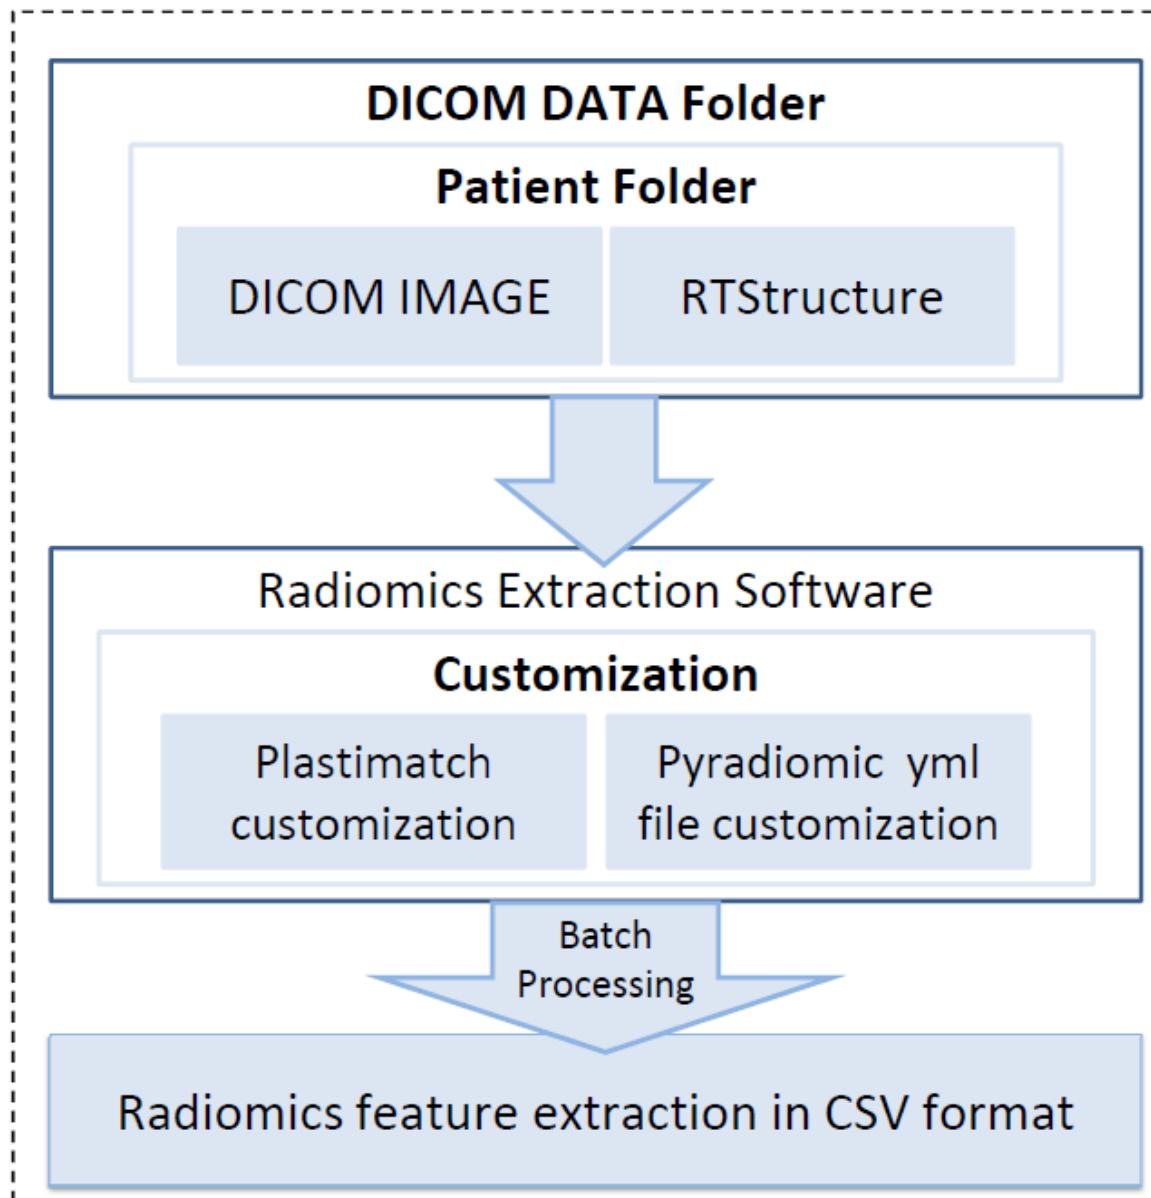 DICOM DATA Folder
Patient Folder
DICOM IMAGE
RTStructure
Radiomics Extraction Software
Customization
Plastimatch
customization
Pyradiomic yml
file customization
Batch
Processing
Radiomics feature extraction in CSV format